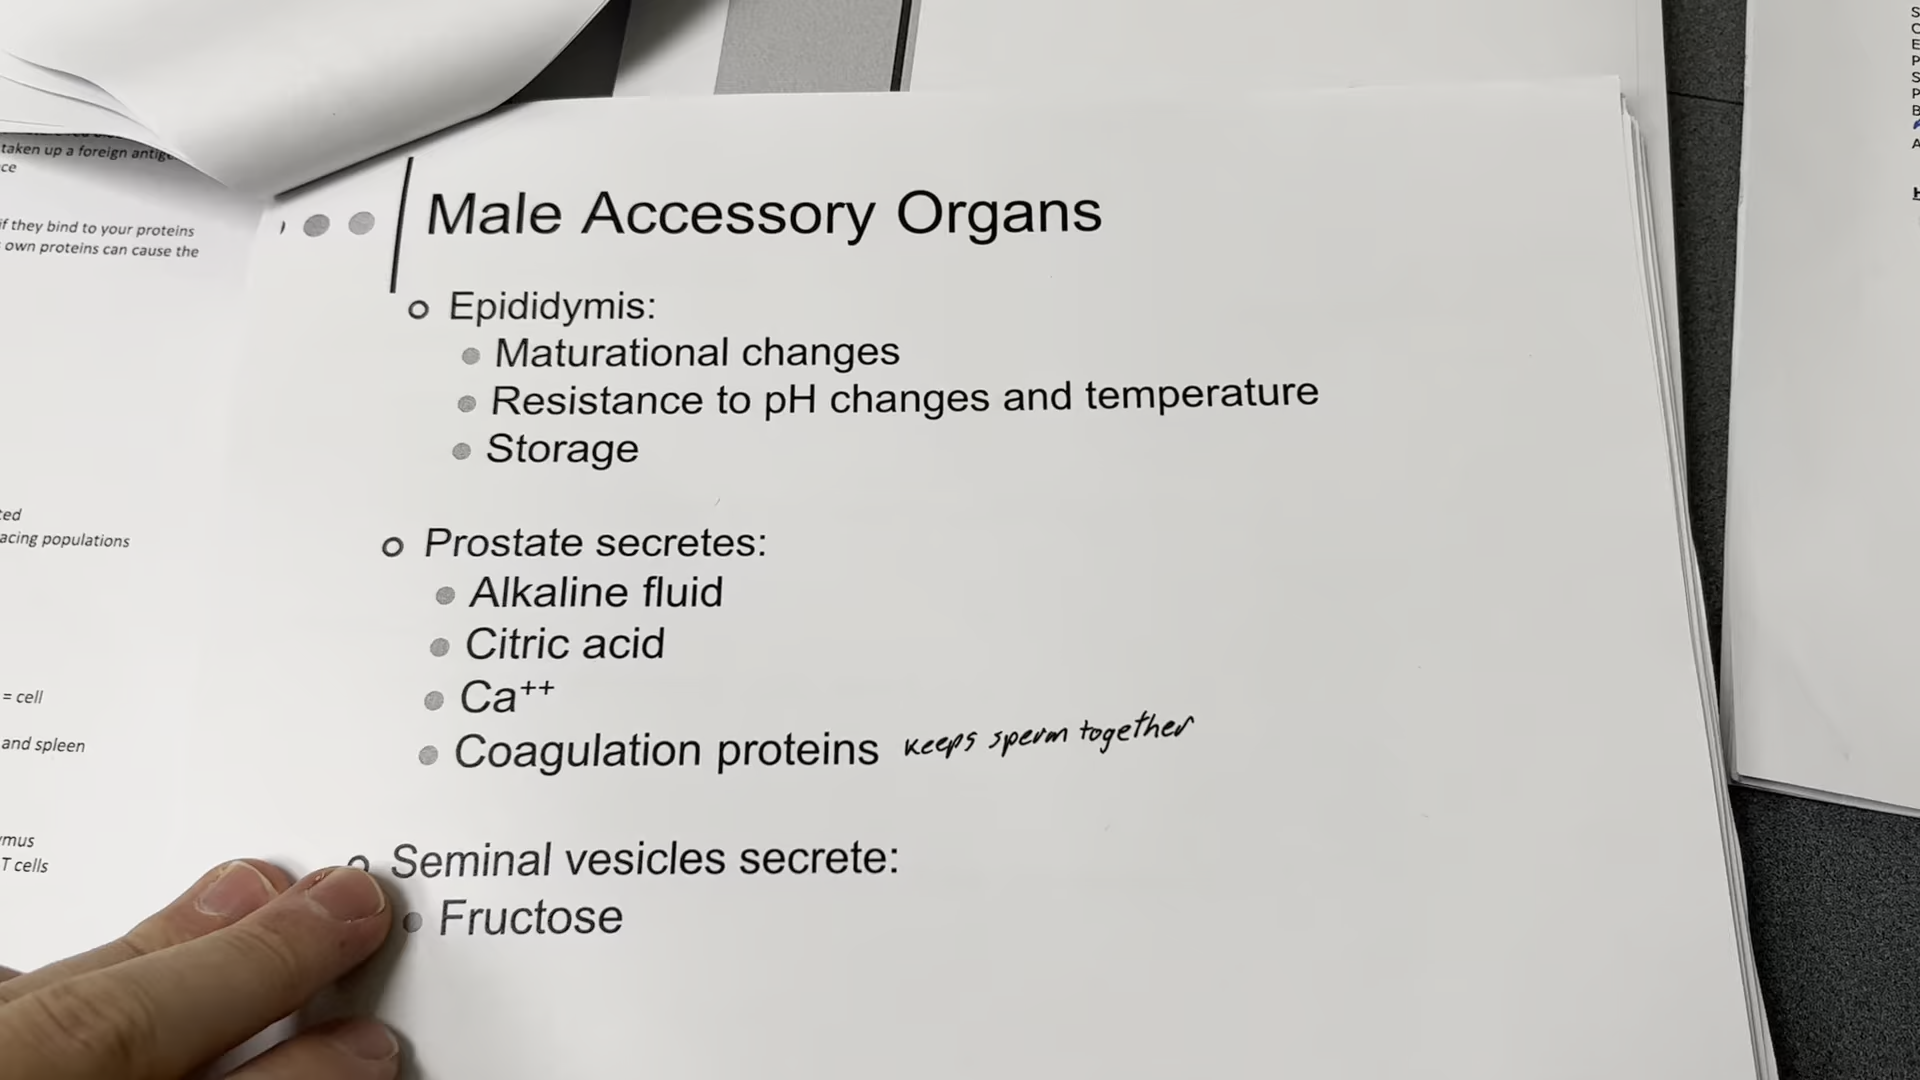 taken up a foreign
ce
if they bind to your proteins
own proteins can cause the
ted
acing populations
= cell
and spleen
ymus
T cells
Male Accessory Organs
Epididymis:
Maturational changes
Resistance to pH changes and temperature
Storage
Prostate secretes:
Alkaline fluid
Citric acid
Ca⁺⁺
Coagulation proteins keeps sperm together
Seminal vesicles secrete:
Fructose
S
C
E
P
S
P
B
A
H